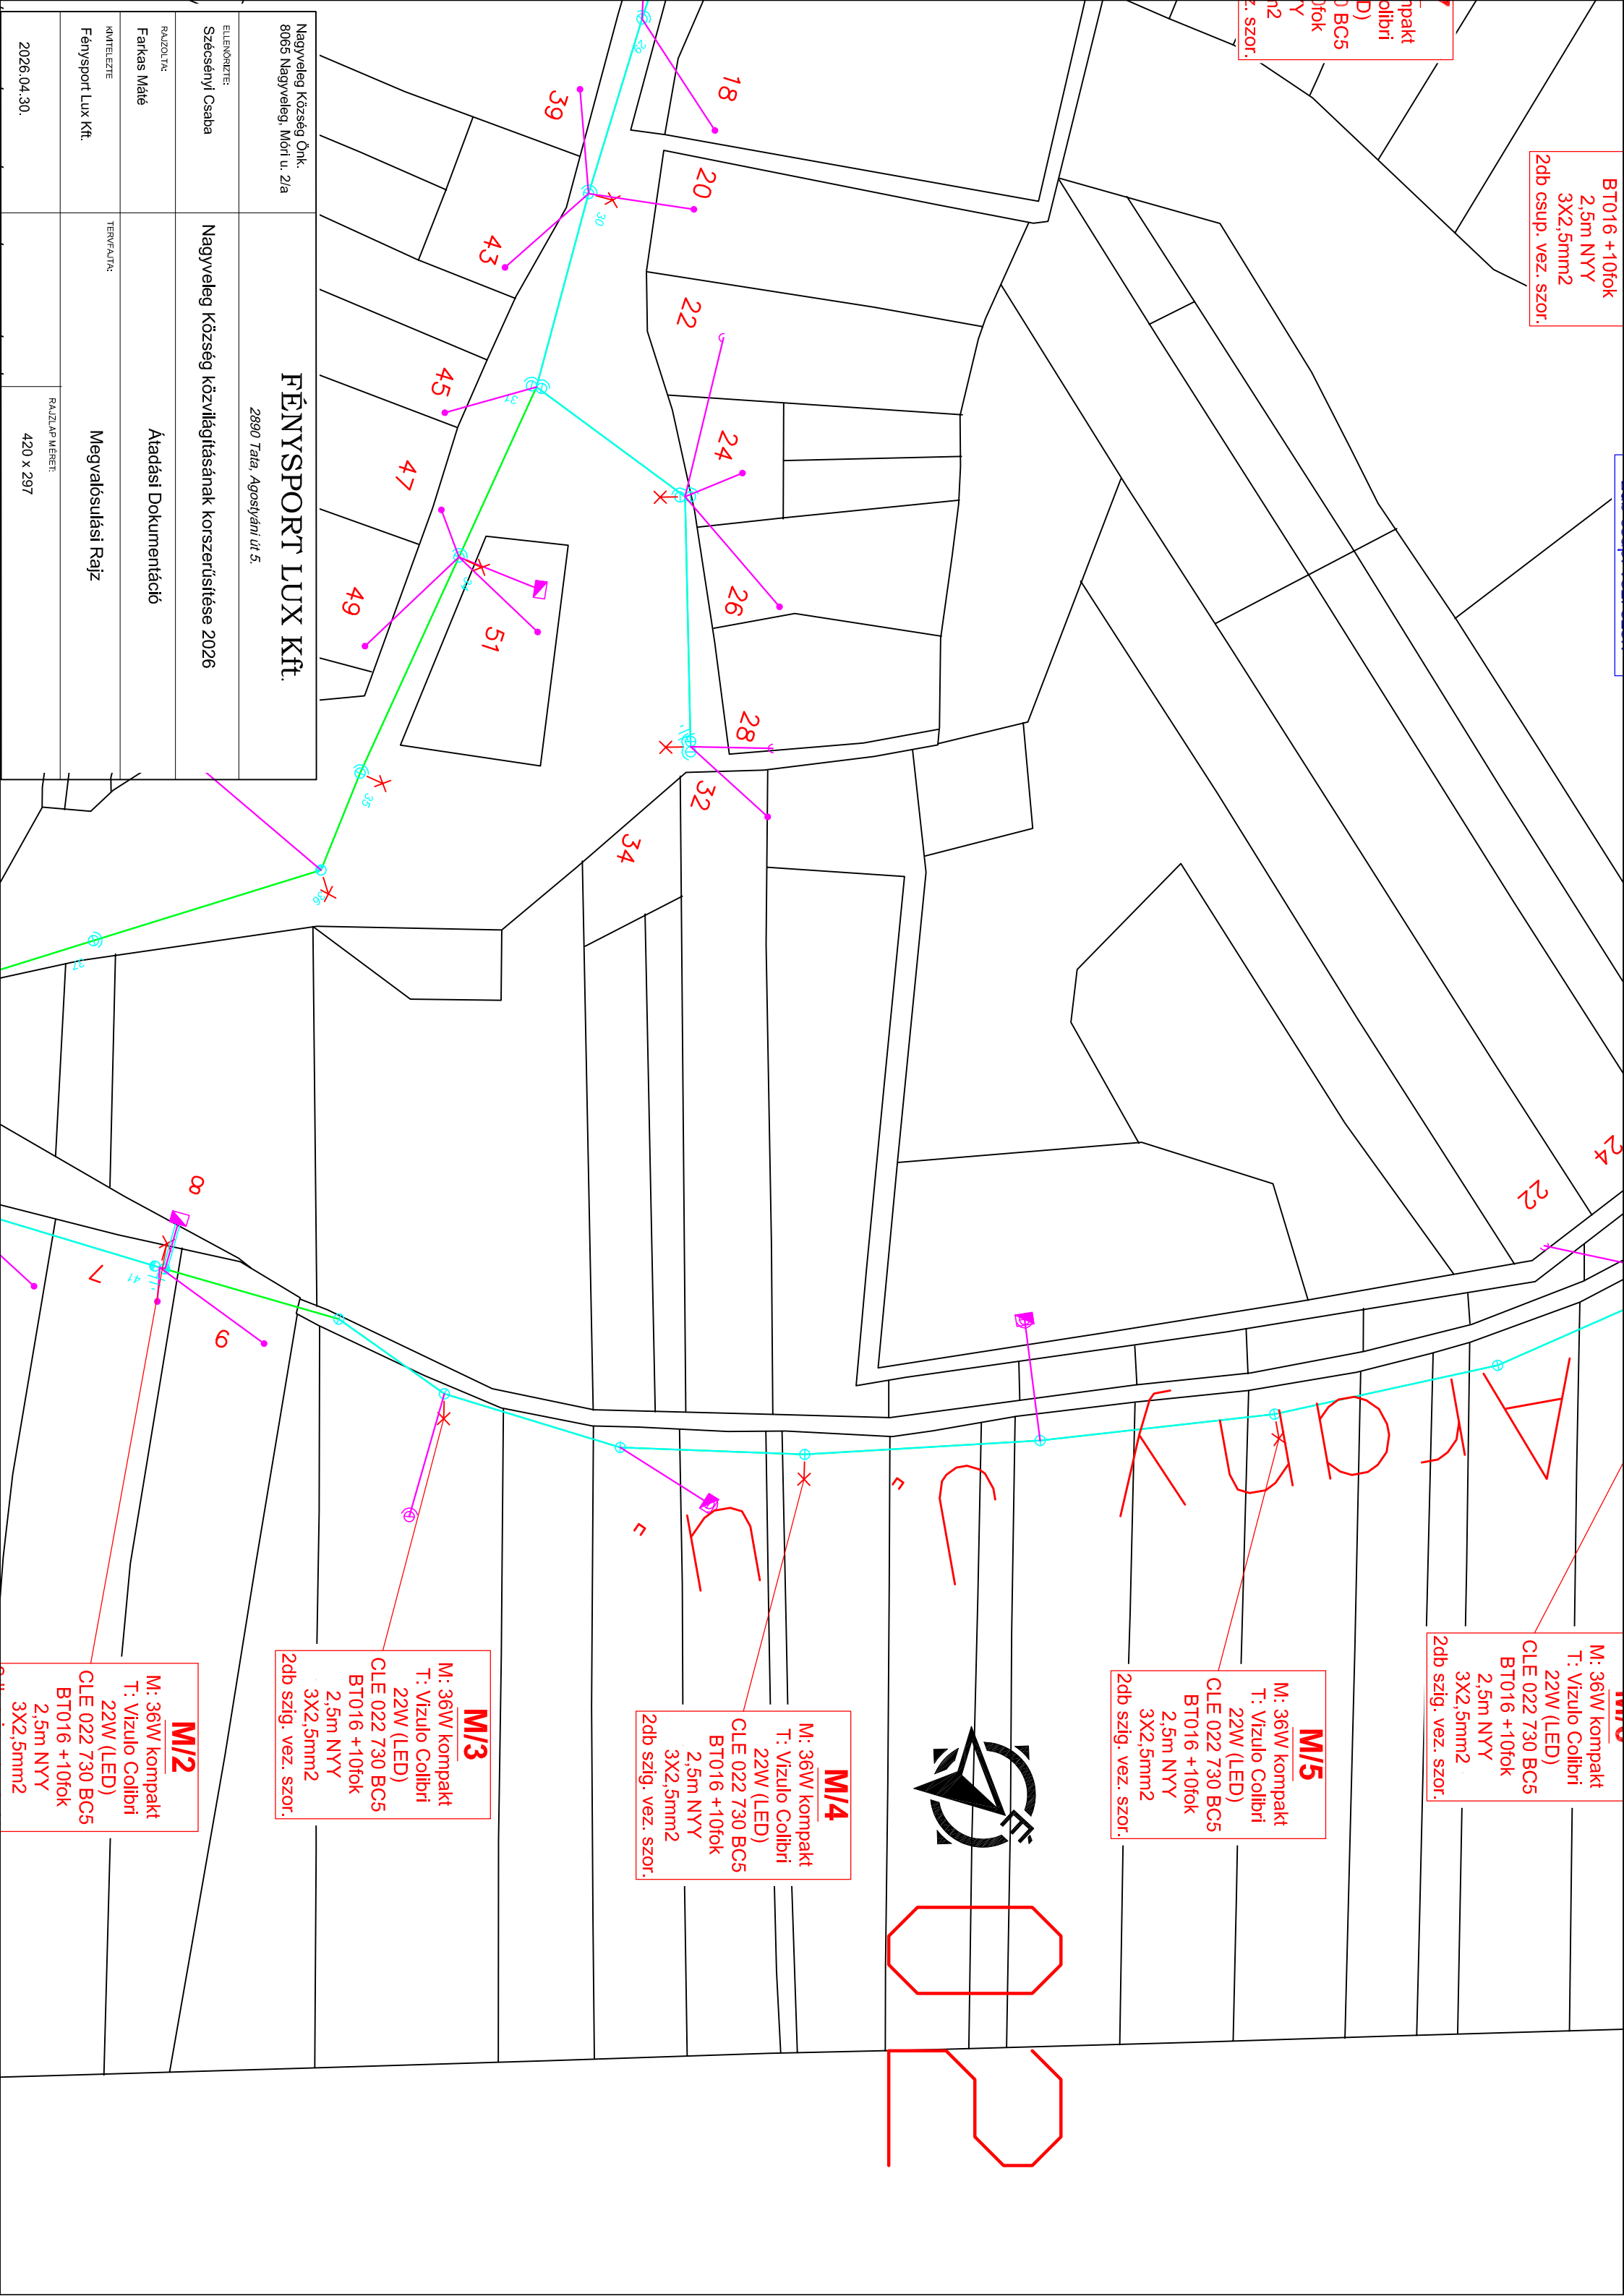 Nagyveleg Község Önk.
8065 Nagyveleg, Móri u. 2/a
FÉNYSPORT LUX Kft.
2890 Tata, Agostyáni út 5.
ELLENŐRIZTE:
Szécsényi Csaba
Nagyveleg Község közvilágításának korszerűsítése 2026
RAJZOLTA:
Farkas Máté
Átadási Dokumentáció
KIVITELEZTE
Fénysport Lux Kft.
TERVFAJTA:
Megvalósulási Rajz
2026.04.30.
RAJZLAP MÉRET:
420 x 297
BT016 +10fok
2,5m NYY
3X2,5mm2
2db csup. vez. szor.
18
20
22
24
26
28
32
34
39
43
45
47
49
51
29
30
31
35
36
37
41
8
7
9
22
24
M/2
M: 36W kompakt
T: Vizulo Colibri
22W (LED)
CLE 022 730 BC5
BT016 +10fok
2,5m NYY
3X2,5mm2
M/3
M: 36W kompakt
T: Vizulo Colibri
22W (LED)
CLE 022 730 BC5
BT016 +10fok
2,5m NYY
3X2,5mm2
2db szig. vez. szor.
M/4
M: 36W kompakt
T: Vizulo Colibri
22W (LED)
CLE 022 730 BC5
BT016 +10fok
2,5m NYY
3X2,5mm2
2db szig. vez. szor.
M/5
M: 36W kompakt
T: Vizulo Colibri
22W (LED)
CLE 022 730 BC5
BT016 +10fok
2,5m NYY
3X2,5mm2
2db szig. vez. szor.
M: 36W kompakt
T: Vizulo Colibri
22W (LED)
CLE 022 730 BC5
BT016 +10fok
2,5m NYY
3X2,5mm2
2db szig. vez. szor.
É
02